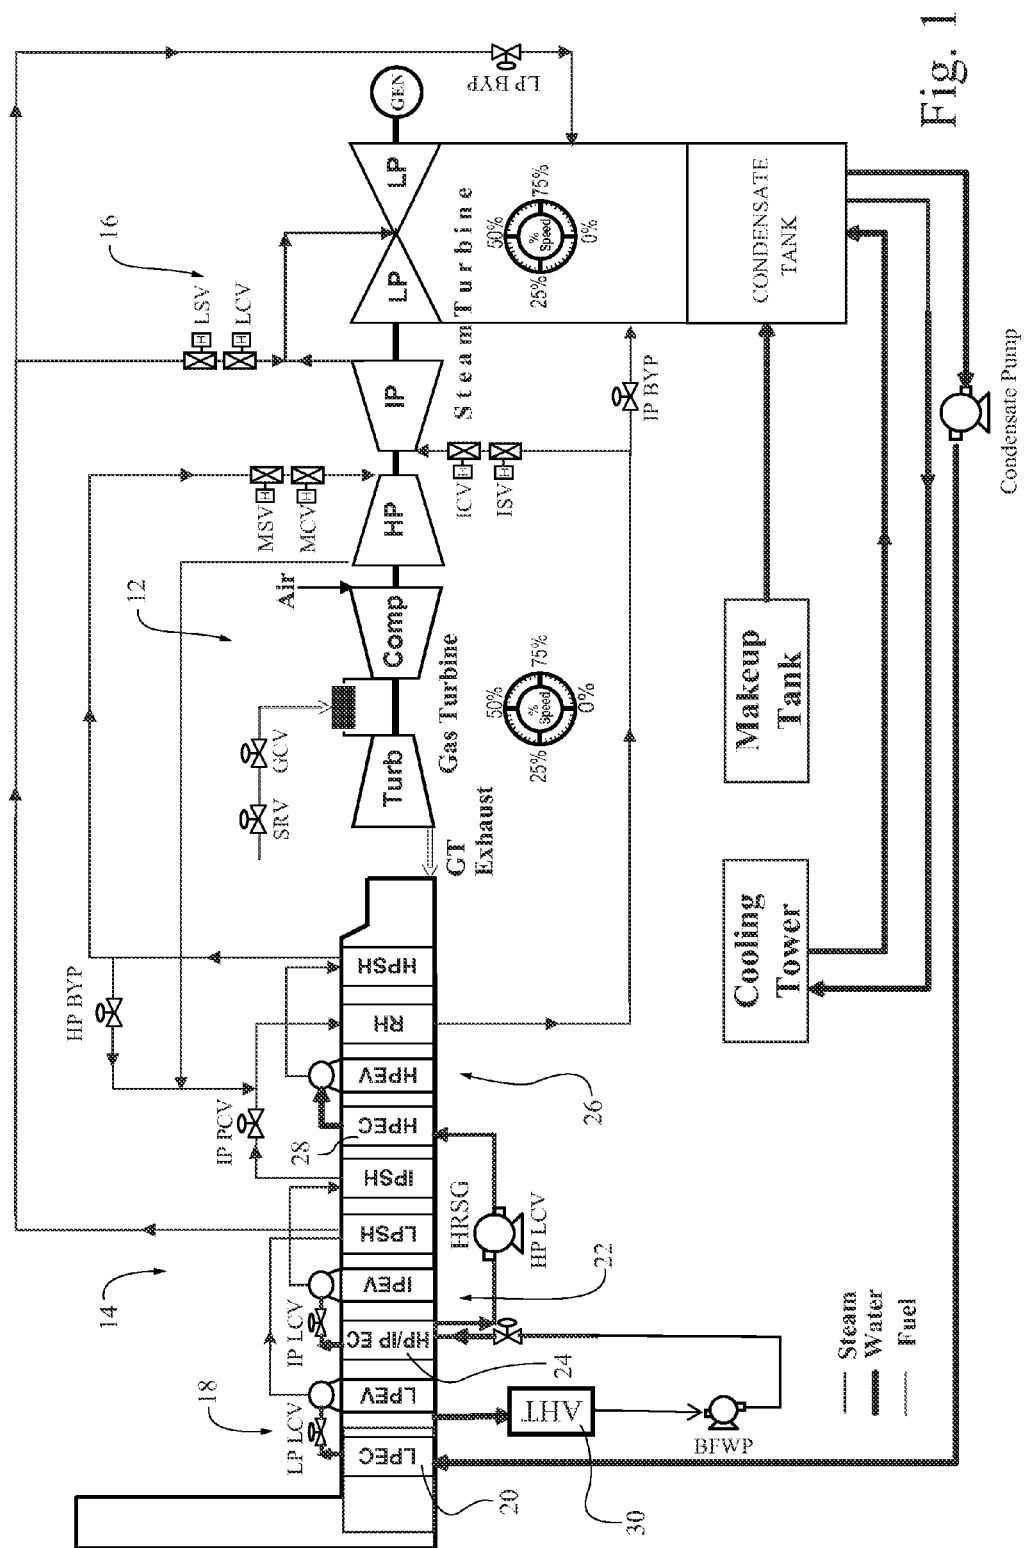 Fig. 1
LP BYP
GEN
LP
LP
16
LSV
H
LCV
H
50%
75%
25%
0%
%
Speed
CONDENSATE
TANK
Steam Turbine
IP
IP BYP
Condensate Pump
MSV
H
MCV
H
ICV
H
ISV
H
HP
12
Air
Comp
Gas Turbine
50%
75%
25%
0%
%
Speed
Makeup
Tank
SRV
GCV
Turb
GT
Exhaust
Cooling
Tower
HP BYP
IP PCV
HPSH
RH
HPEV
HPEC
28
26
IPSH
LPSH
IPEV
HP/IP EC
LPEV
LPEC
HRSG
HP LCV
22
14
IP LCV
24
18
LP LCV
20
AHT
30
BFWP
Steam
Water
Fuel